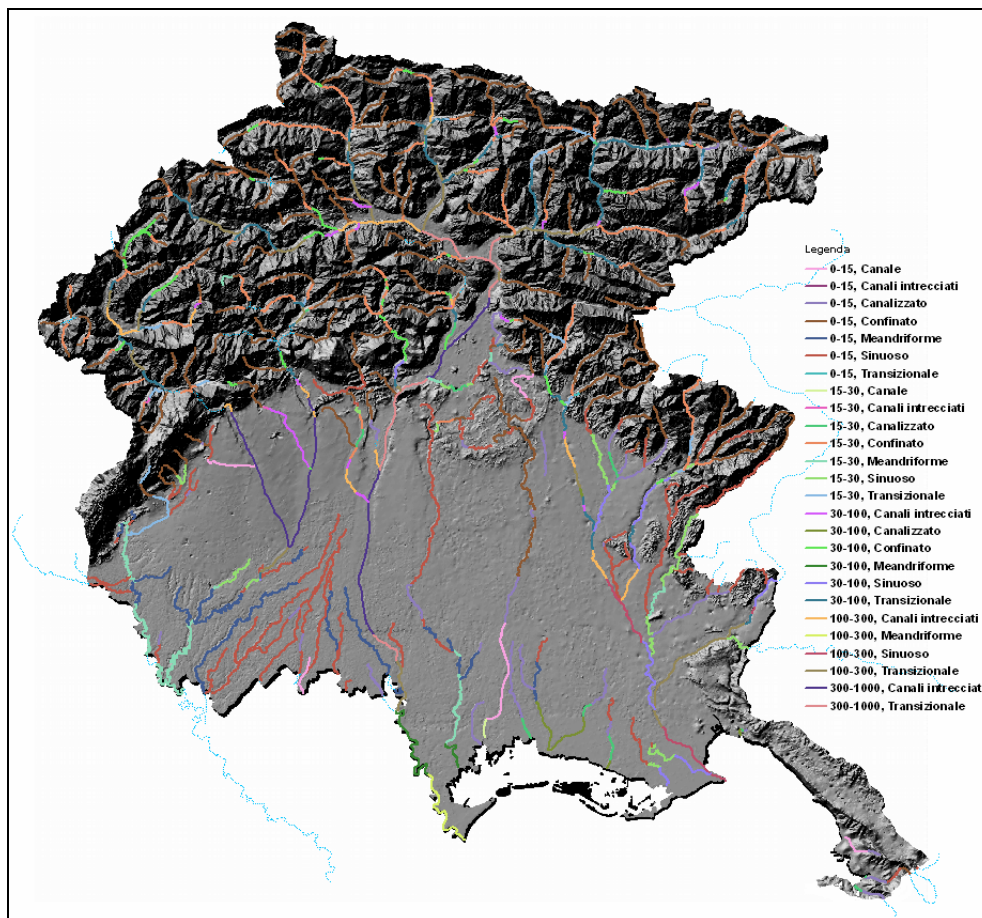 Legenda
0-15, Canale
0-15, Canali intrecciati
0-15, Canalizzato
0-15, Confinato
0-15, Meandriforme
0-15, Sinuoso
0-15, Transizionale
15-30, Canale
15-30, Canali intrecciati
15-30, Canalizzato
15-30, Confinato
15-30, Meandriforme
15-30, Sinuoso
15-30, Transizionale
30-100, Canali intrecciati
30-100, Canalizzato
30-100, Confinato
30-100, Meandriforme
30-100, Sinuoso
30-100, Transizionale
100-300, Canali intrecciati
100-300, Meandriforme
100-300, Sinuoso
100-300, Transizionale
300-1000, Canali intrecciat
300-1000, Transizionale